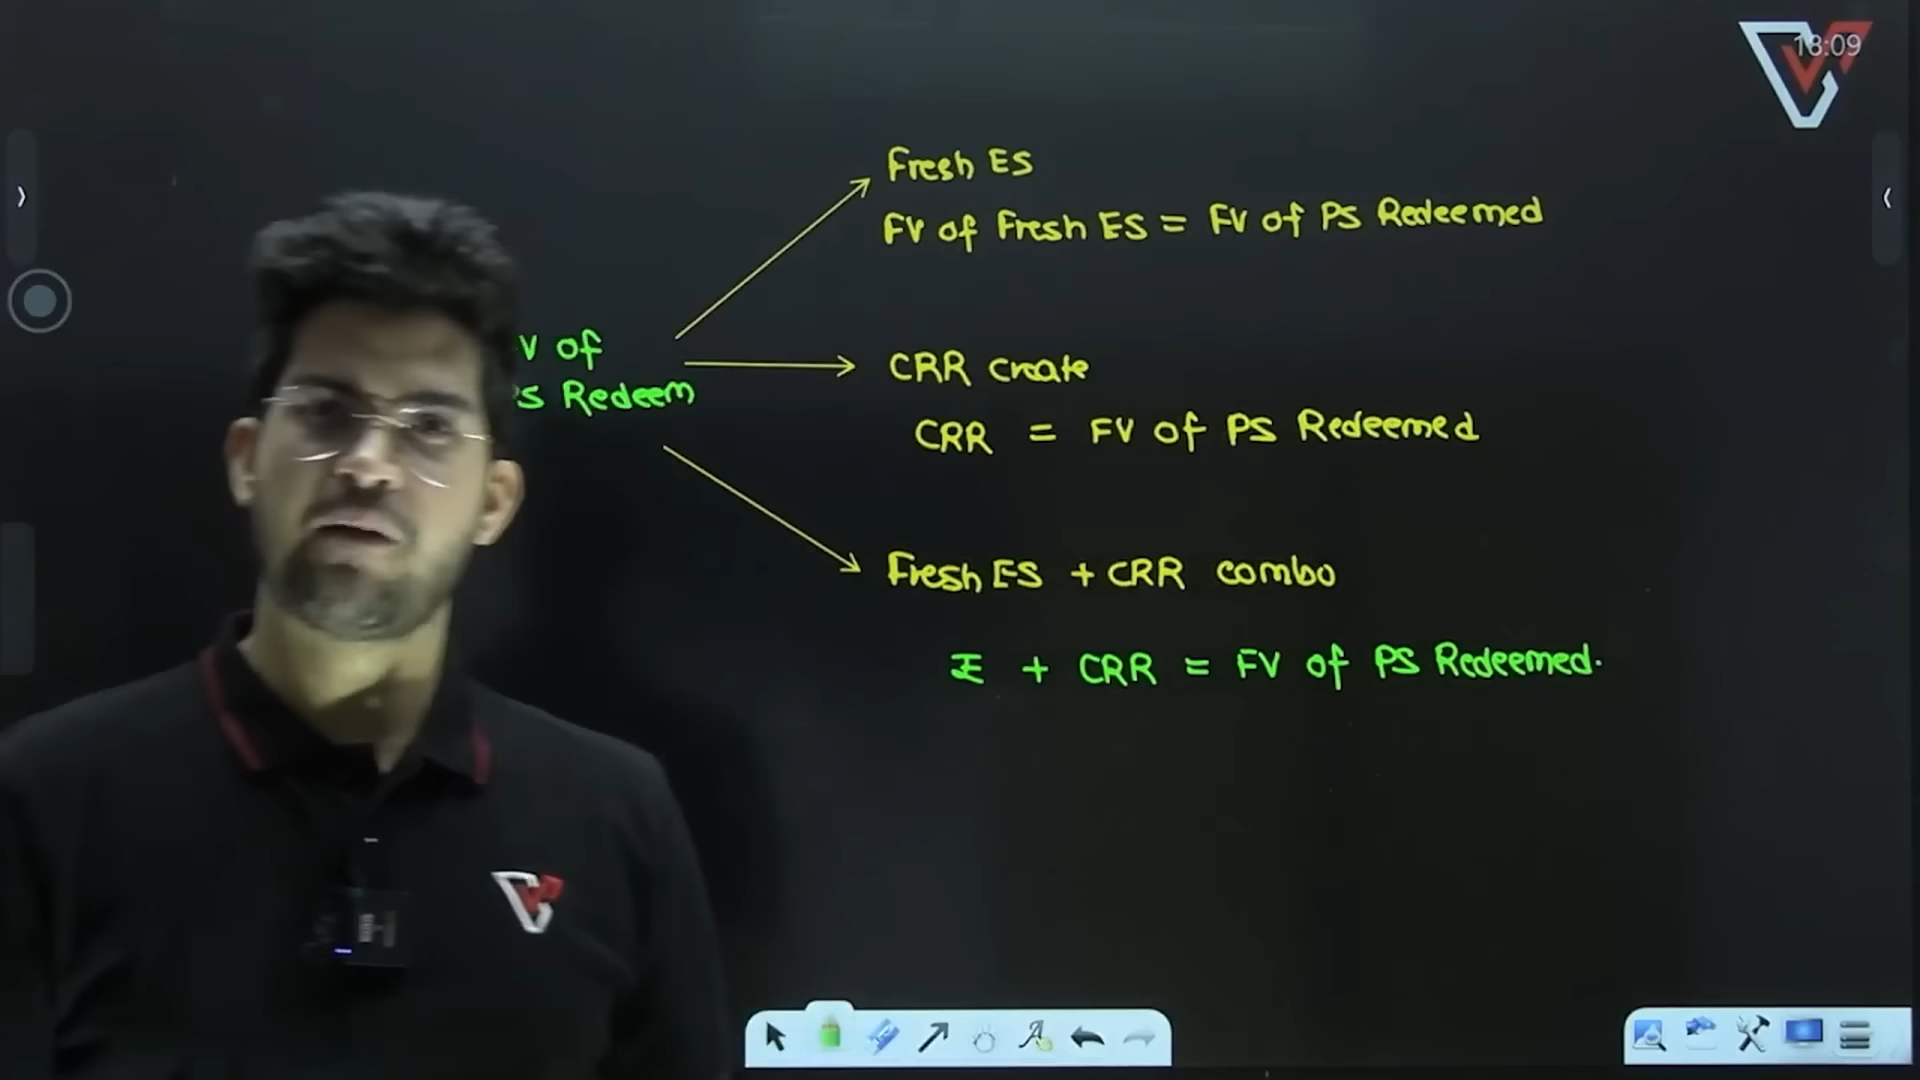 18:09
Fresh ES
FV of Fresh ES = FV of PS Redeemed
V of
PS Redeem
CRR create
CRR = FV of PS Redeemed
Fresh ES + CRR combo
+ CRR = FV of PS Redeemed.